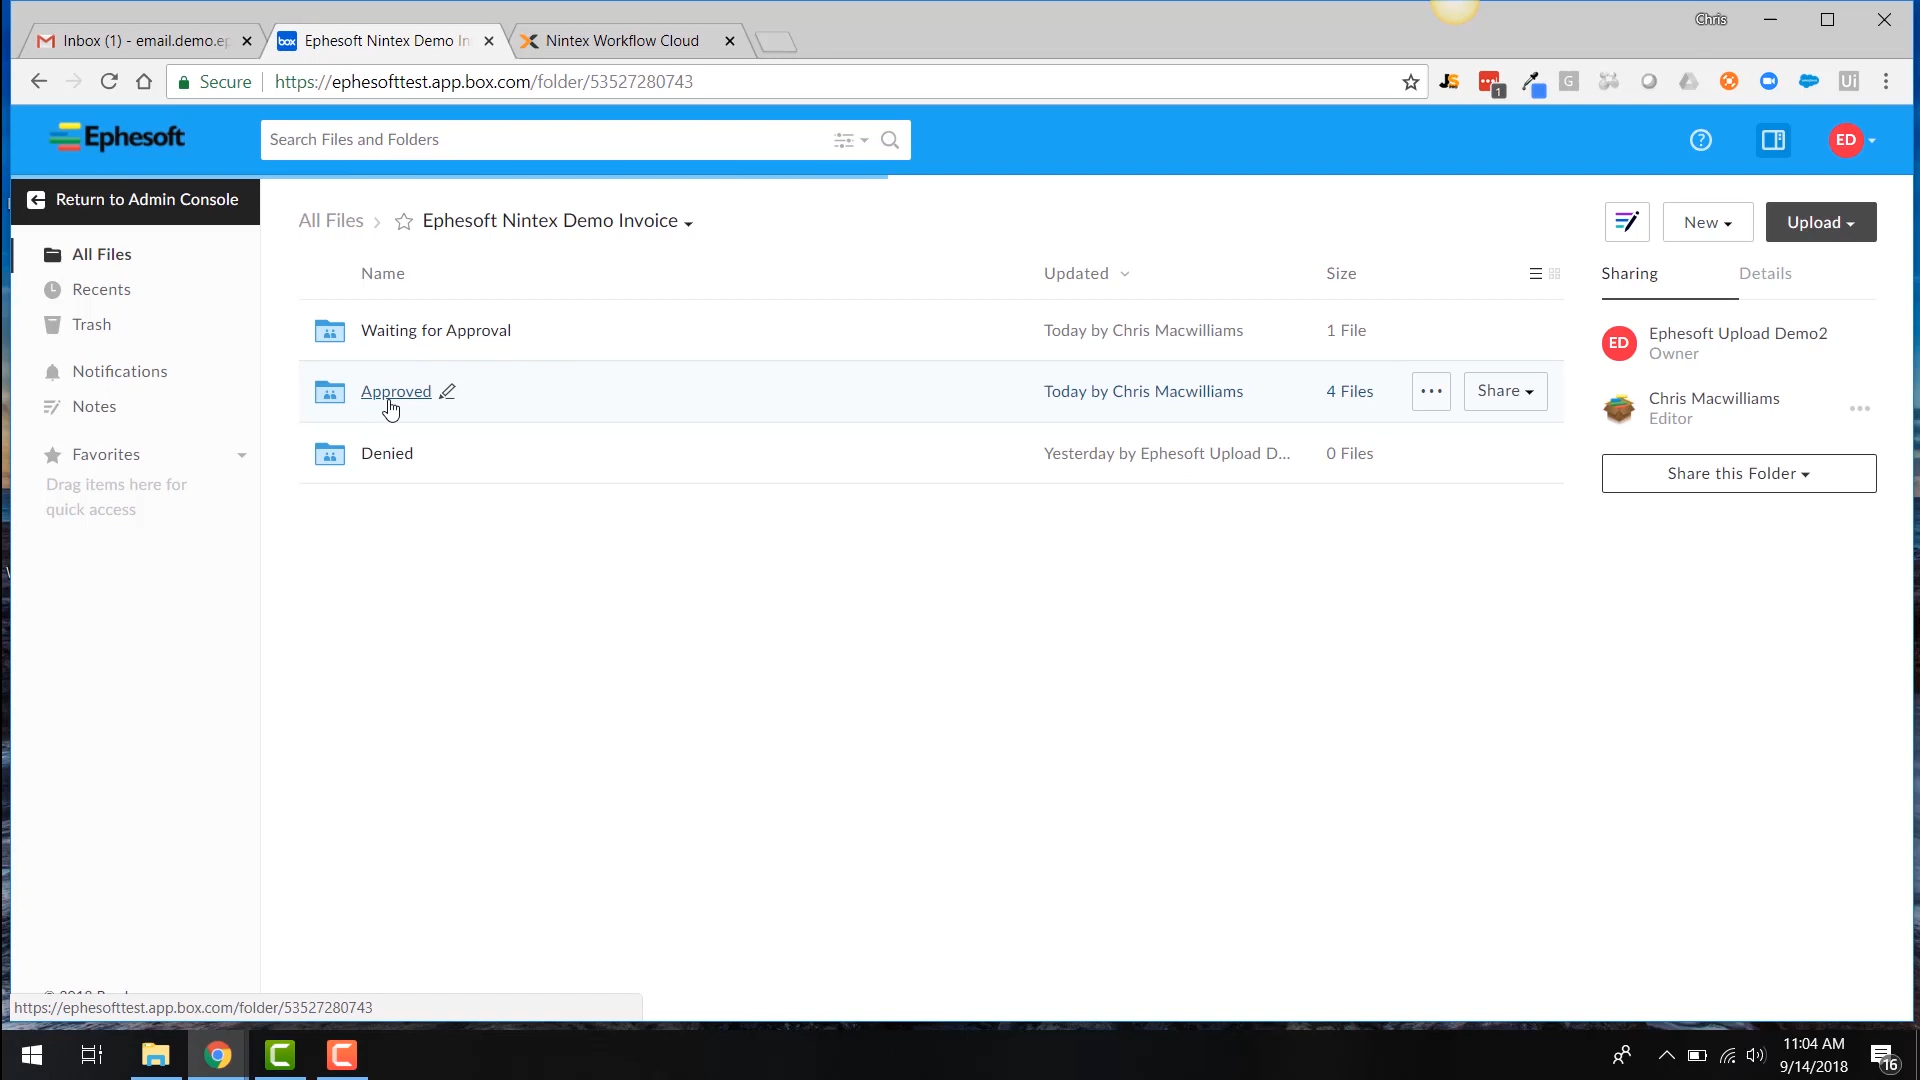 Chris
Inbox (1) - email.demo.ep
Ephesoft Nintex Demo In
Nintex Workflow Cloud
Secure
https://ephesofttest.app.box.com/folder/53527280743
1
Ui
Ephesoft
Search Files and Folders
ED
Return to Admin Console
All Files
Recents
Trash
Notifications
Notes
Favorites
Drag items here for
quick access
All Files > Ephesoft Nintex Demo Invoice
New
Upload
Name
Updated
Size
Waiting for Approval
Today by Chris Macwilliams
1 File
Approved
Today by Chris Macwilliams
4 Files
Share
Denied
Yesterday by Ephesoft Upload D...
0 Files
Sharing
Details
ED
Ephesoft Upload Demo2
Owner
Chris Macwilliams
Editor
Share this Folder
https://ephesofttest.app.box.com/folder/53527280743
11:04 AM
9/14/2018
16